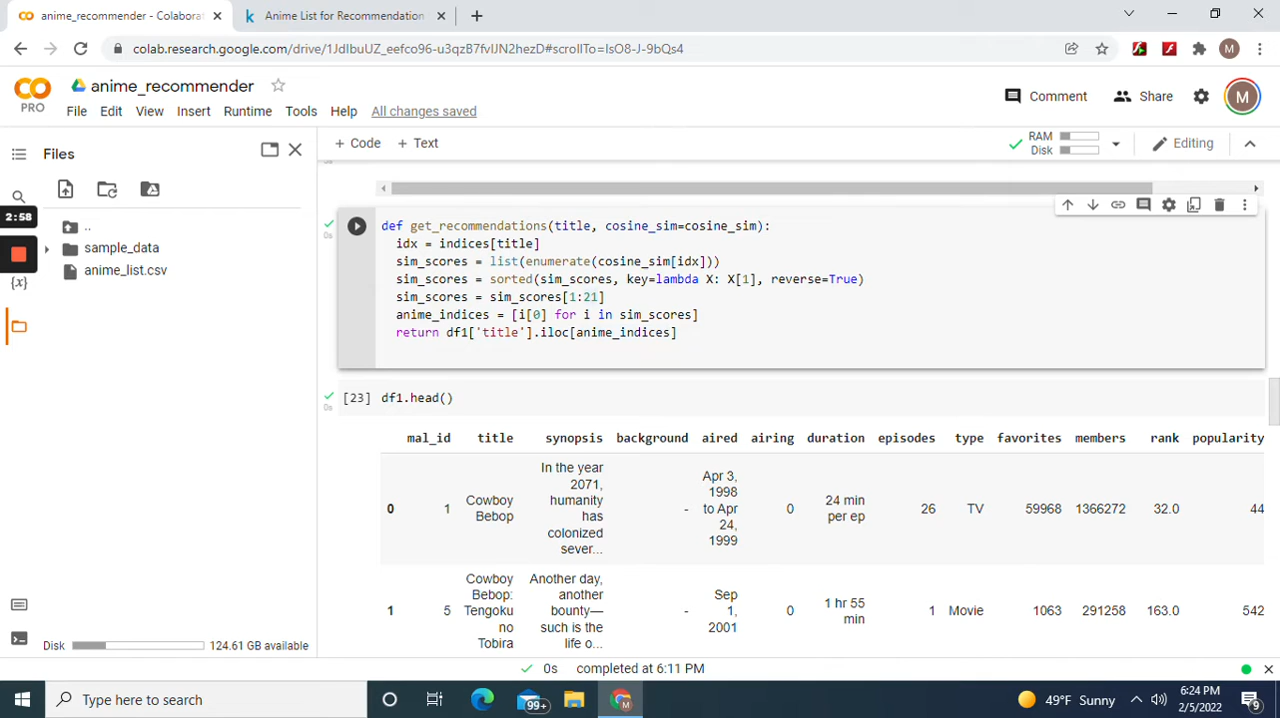 anime_recommender - Colaborat
Anime List for Recommendation
colab.research.google.com/drive/1JdIbuUZ_eefco96-u3qzB7fvIJN2hezD#scrollTo=IsO8-J-9bQs4
M
PRO
anime_recommender
File Edit View Insert Runtime Tools Help All changes saved
Comment
Share
M
Files
+ Code + Text
RAM
Disk
Editing
2:58
..
sample_data
anime_list.csv
{x}
0s
def get_recommendations(title, cosine_sim=cosine_sim):
idx = indices[title]
sim_scores = list(enumerate(cosine_sim[idx]))
sim_scores = sorted(sim_scores, key=lambda X: X[1], reverse=True)
sim_scores = sim_scores[1:21]
anime_indices = [i[0] for i in sim_scores]
return df1['title'].iloc[anime_indices]
0s
[23] df1.head()
mal_id title synopsis background aired airing duration episodes type favorites members rank popularity
0 1
Cowboy
Bebop
In the year
2071,
humanity
has
colonized
sever...
-
Apr 3,
1998
to Apr
24,
1999
0
24 min
per ep
26 TV 59968 1366272 32.0 44
1 5
Cowboy
Bebop:
Tengoku
no
Tobira
Another day,
another
bounty—
such is the
life o...
-
Sep
1,
2001
0
1 hr 55
min
1 Movie 1063 291258 163.0 542
Disk 124.61 GB available
0s completed at 6:11 PM
Type here to search
99+
M
49°F Sunny
6:24 PM
2/5/2022
9